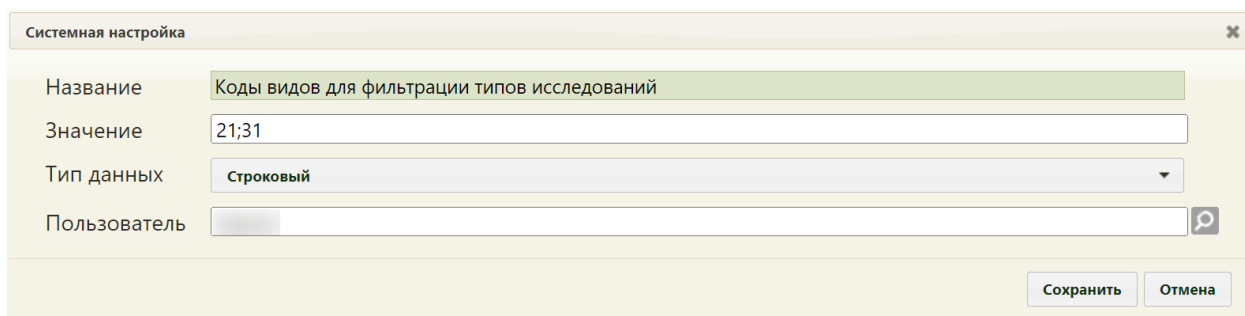 Системная настройка
Название Коды видов для фильтрации типов исследований
Значение 21;31
Тип данных Строковый
Пользователь
Сохранить Отмена